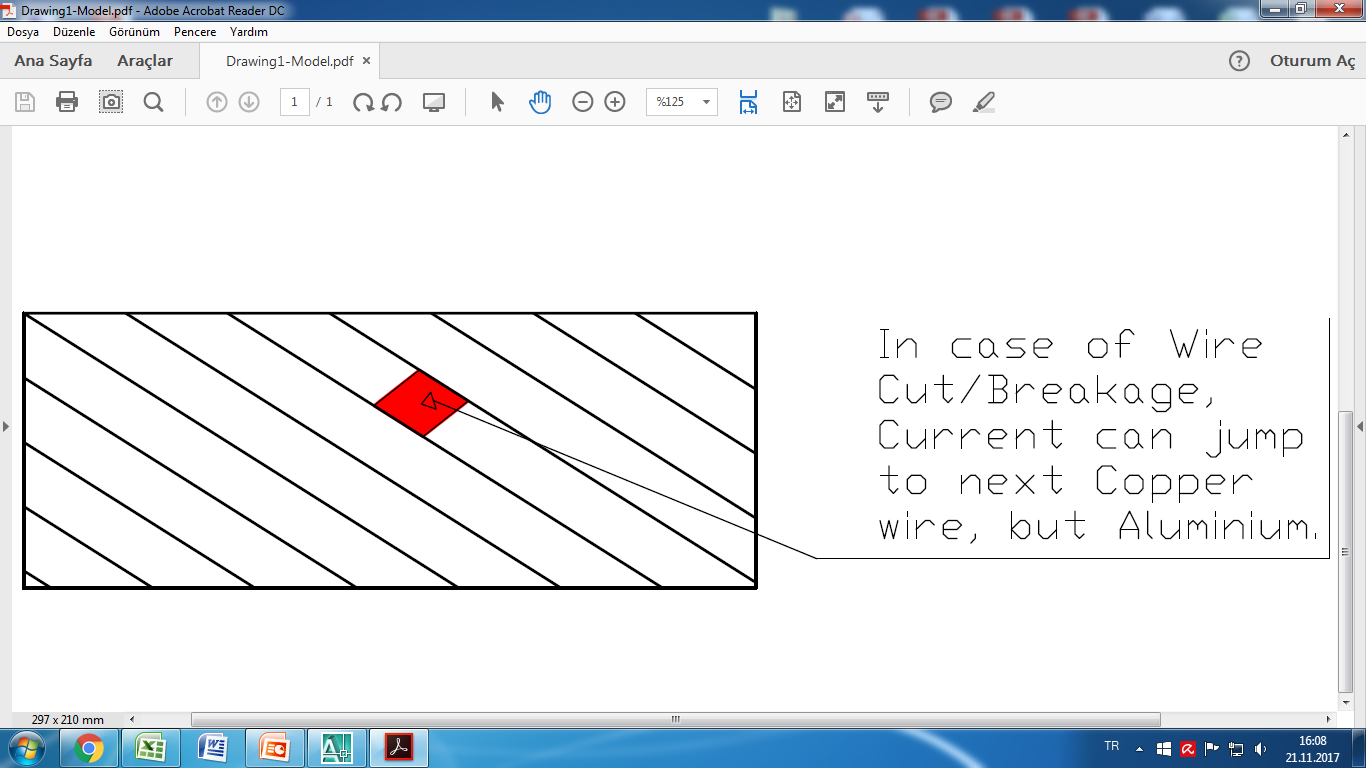 Drawing1-Model.pdf - Adobe Acrobat Reader DC
Dosya Düzenle Görünüm Pencere Yardım
Ana Sayfa Araçlar Drawing1-Model.pdf Oturum Aç
1 / 1 %125
In case of Wire
Cut/Breakage,
Current can jump
to next Copper
wire, but Aluminium.
297 x 210 mm
TR 16:08
21.11.2017